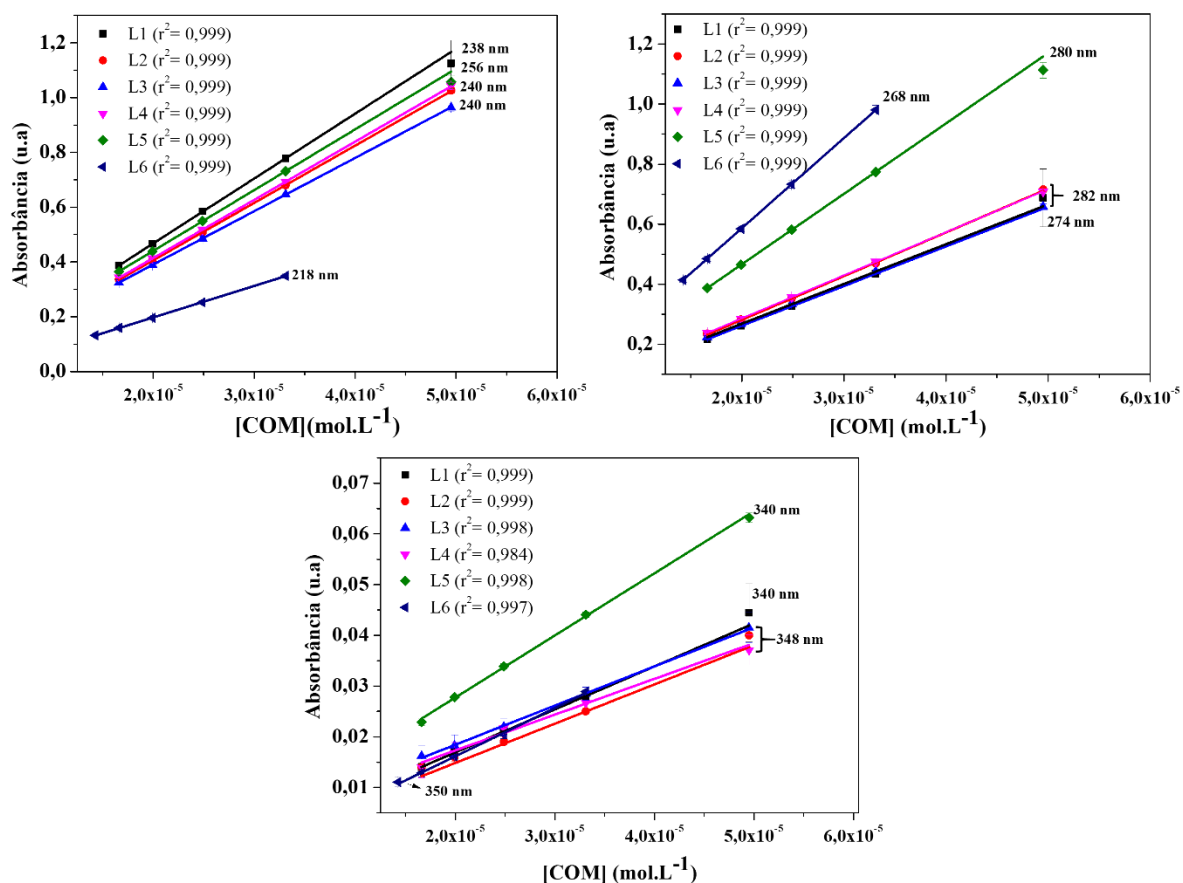 L1 (r²= 0,999)
L2 (r²= 0,999)
L3 (r²= 0,999)
L4 (r²= 0,999)
L5 (r²= 0,999)
L6 (r²= 0,999)
238 nm
256 nm
240 nm
240 nm
218 nm
Absorbância (u.a)
1,2
1,0
0,8
0,6
0,4
0,2
0,0
2,0x10⁻⁵ 3,0x10⁻⁵ 4,0x10⁻⁵ 5,0x10⁻⁵ 6,0x10⁻⁵
[COM](mol.L⁻¹)
L1 (r²= 0,999)
L2 (r²= 0,999)
L3 (r²= 0,999)
L4 (r²= 0,999)
L5 (r²= 0,999)
L6 (r²= 0,999)
280 nm
268 nm
282 nm
274 nm
Absorbância (u.a)
1,2
1,0
0,8
0,6
0,4
0,2
2,0x10⁻⁵ 3,0x10⁻⁵ 4,0x10⁻⁵ 5,0x10⁻⁵ 6,0x10⁻⁵
[COM] (mol.L⁻¹)
L1 (r²= 0,999)
L2 (r²= 0,999)
L3 (r²= 0,998)
L4 (r²= 0,984)
L5 (r²= 0,998)
L6 (r²= 0,997)
340 nm
340 nm
348 nm
350 nm
Absorbância (u.a)
0,07
0,06
0,05
0,04
0,03
0,02
0,01
2,0x10⁻⁵ 3,0x10⁻⁵ 4,0x10⁻⁵ 5,0x10⁻⁵ 6,0x10⁻⁵
[COM] (mol.L⁻¹)